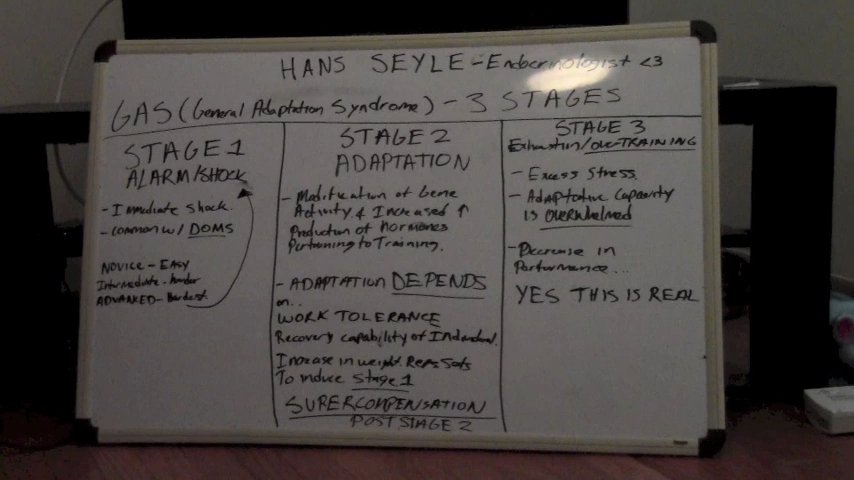 HANS SEYLE - Endocrinologist <3
GAS (General Adaptation Syndrome) - 3 STAGES
STAGE 1
ALARM/SHOCK
- Immediate shock.
- common w/ DOMS
NOVICE - EASY
Intermediate - harder
ADVANCED - Hardest.
STAGE 2
ADAPTATION
- Modification of Gene
Activity & Increased ↑
Production of Hormones
Pertaining to Training.
- ADAPTATION DEPENDS
on..
WORK TOLERANCE
Recovery capability of Individual.
Increase in weight. Reps Sets
To induce Stage 1
SUPERCOMPENSATION
POST STAGE 2
STAGE 3
Exhaustion/OVERTRAINING
- Excess Stress.
- Adaptative Capacity
is OVERWHELMED
- Decrease in
Performance...
YES THIS IS REAL